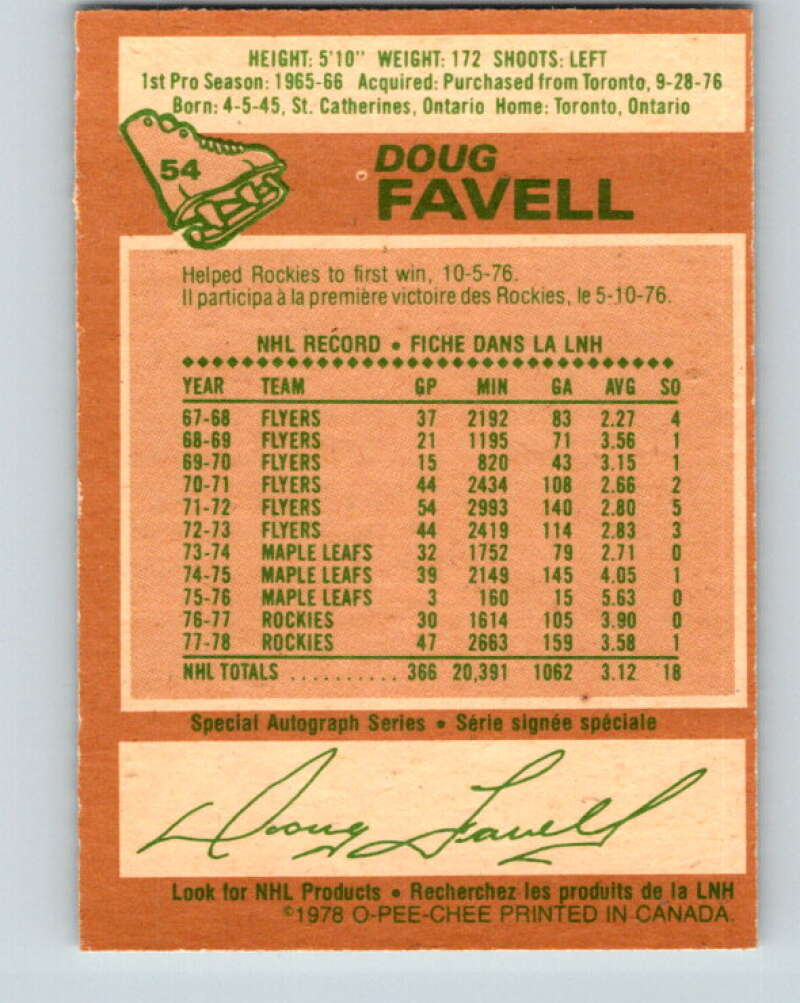 HEIGHT: 5'10" WEIGHT: 172 SHOOTS: LEFT
1st Pro Season: 1965-66 Acquired: Purchased from Toronto, 9-28-76
Born: 4-5-45, St. Catherines, Ontario Home: Toronto, Ontario
54
DOUG
FAVELL
Helped Rockies to first win, 10-5-76.
Il participa à la première victoire des Rockies, le 5-10-76.
NHL RECORD • FICHE DANS LA LNH
YEAR TEAM GP MIN GA AVG SO
67-68 FLYERS 37 2192 83 2.27 4
68-69 FLYERS 21 1195 71 3.56 1
69-70 FLYERS 15 820 43 3.15 1
70-71 FLYERS 44 2434 108 2.66 2
71-72 FLYERS 54 2993 140 2.80 5
72-73 FLYERS 44 2419 114 2.83 3
73-74 MAPLE LEAFS 32 1752 79 2.71 0
74-75 MAPLE LEAFS 39 2149 145 4.05 1
75-76 MAPLE LEAFS 3 160 15 5.63 0
76-77 ROCKIES 30 1614 105 3.90 0
77-78 ROCKIES 47 2663 159 3.58 1
NHL TOTALS .......... 366 20,391 1062 3.12 18
Special Autograph Series • Série signée spéciale
Doug Favell
Look for NHL Products • Recherchez les produits de la LNH
©1978 O-PEE-CHEE PRINTED IN CANADA.